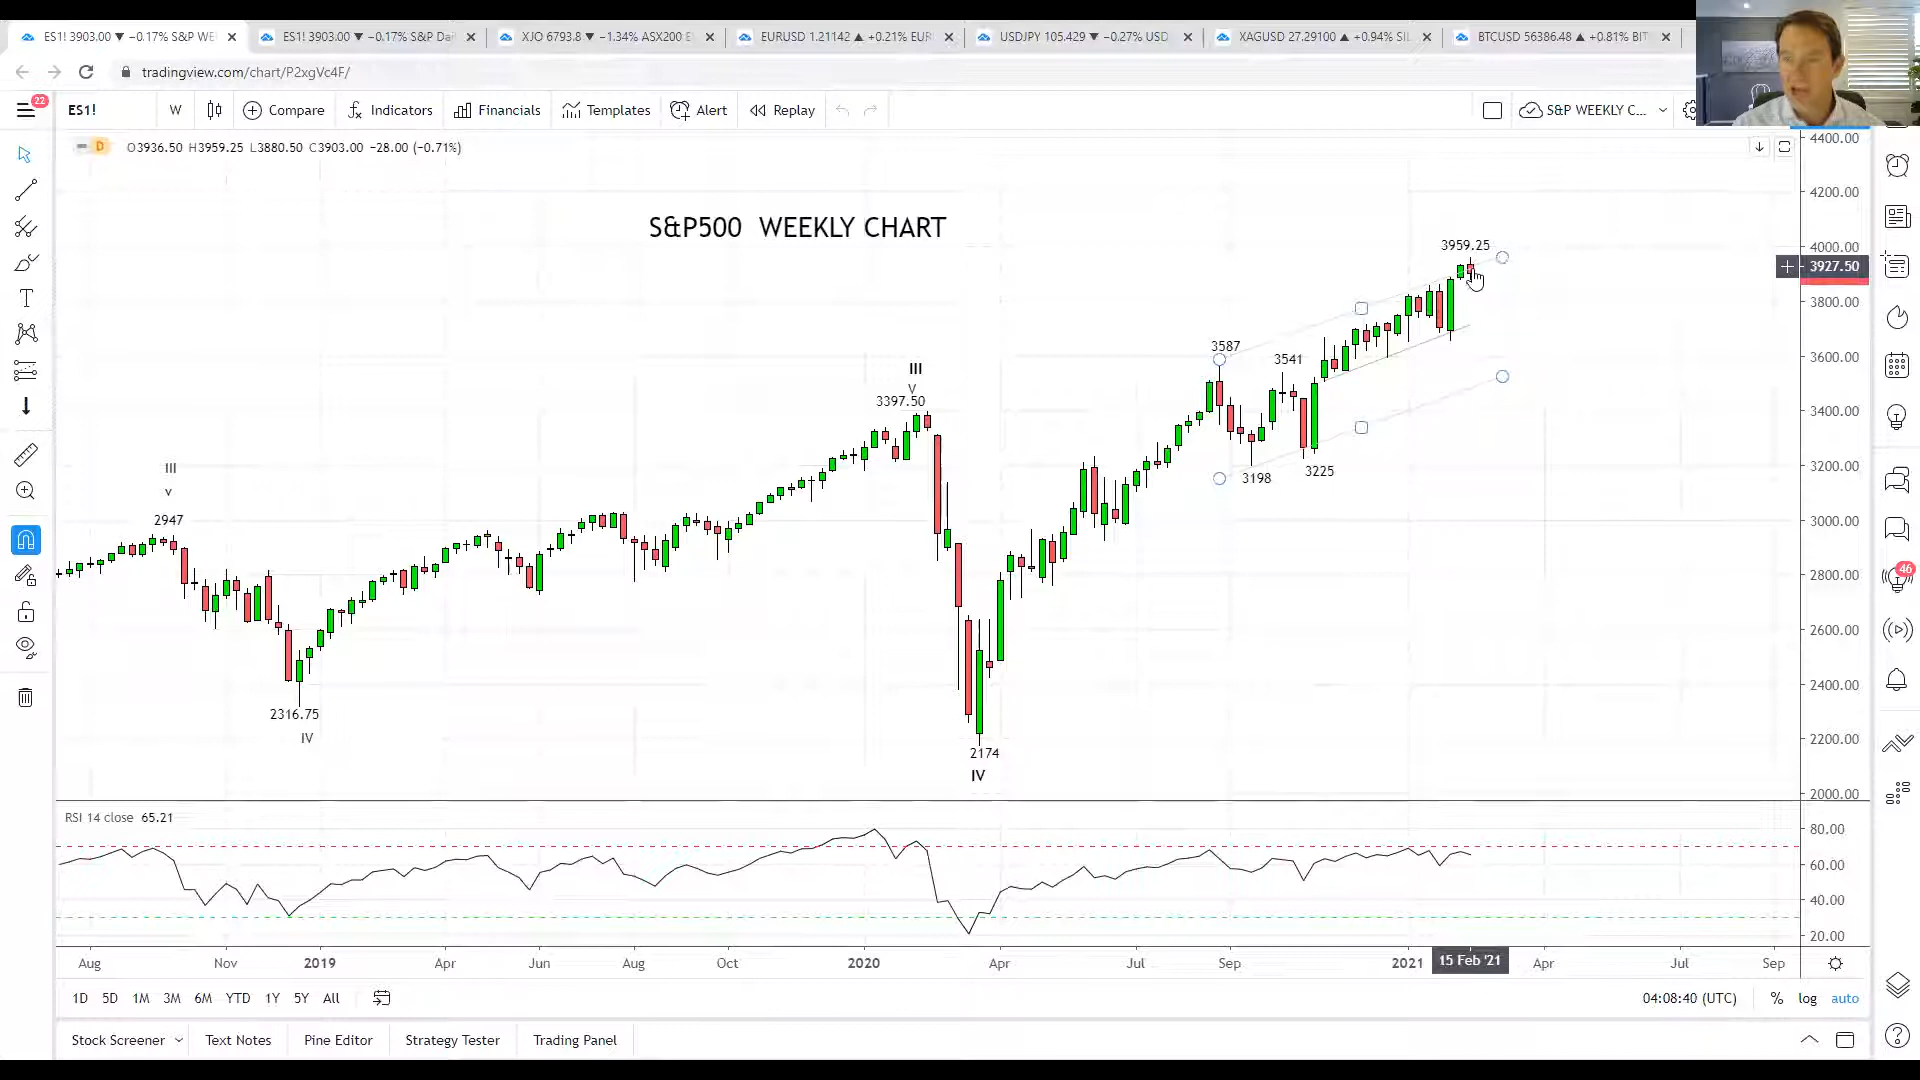 ES1! 3903.00 ▼ −0.17% S&P WE
ES1! 3903.00 ▼ −0.17% S&P Da
XJO 6793.8 ▼ −1.34% ASX200 E
EURUSD 1.21142 ▲ +0.21% EUR
USDJPY 105.429 ▼ −0.27% USD
XAGUSD 27.29100 ▲ +0.94% SIL
BTCUSD 56386.48 ▲ +0.81% BIT
tradingview.com/chart/P2xgVc4F/
22
ES1!
W
Compare
Indicators
Financials
Templates
Alert
Replay
S&P WEEKLY C...
D
O3936.50 H3959.25 L3880.50 C3903.00 −28.00 (−0.71%)
S&P500 WEEKLY CHART
4400.00
4200.00
4000.00
3927.50
3800.00
3600.00
3400.00
3200.00
3000.00
2800.00
2600.00
2400.00
2200.00
2000.00
3959.25
3587
3541
III
V
3397.50
3198
3225
III
v
2947
2316.75
IV
2174
IV
46
RSI 14 close 65.21
80.00
60.00
40.00
20.00
Aug
Nov
2019
Apr
Jun
Aug
Oct
2020
Apr
Jul
Sep
2021
15 Feb '21
Apr
Jul
Sep
1D 5D 1M 3M 6M YTD 1Y 5Y All
04:08:40 (UTC)
% log auto
Stock Screener
Text Notes
Pine Editor
Strategy Tester
Trading Panel